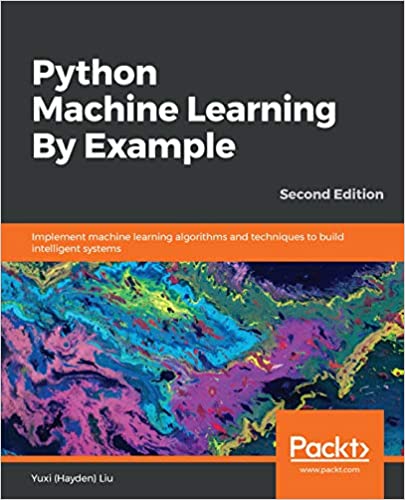 Python
Machine Learning
By Example
Second Edition
Implement machine learning algorithms and techniques to build
intelligent systems
Packt>
www.packt.com
Yuxi (Hayden) Liu